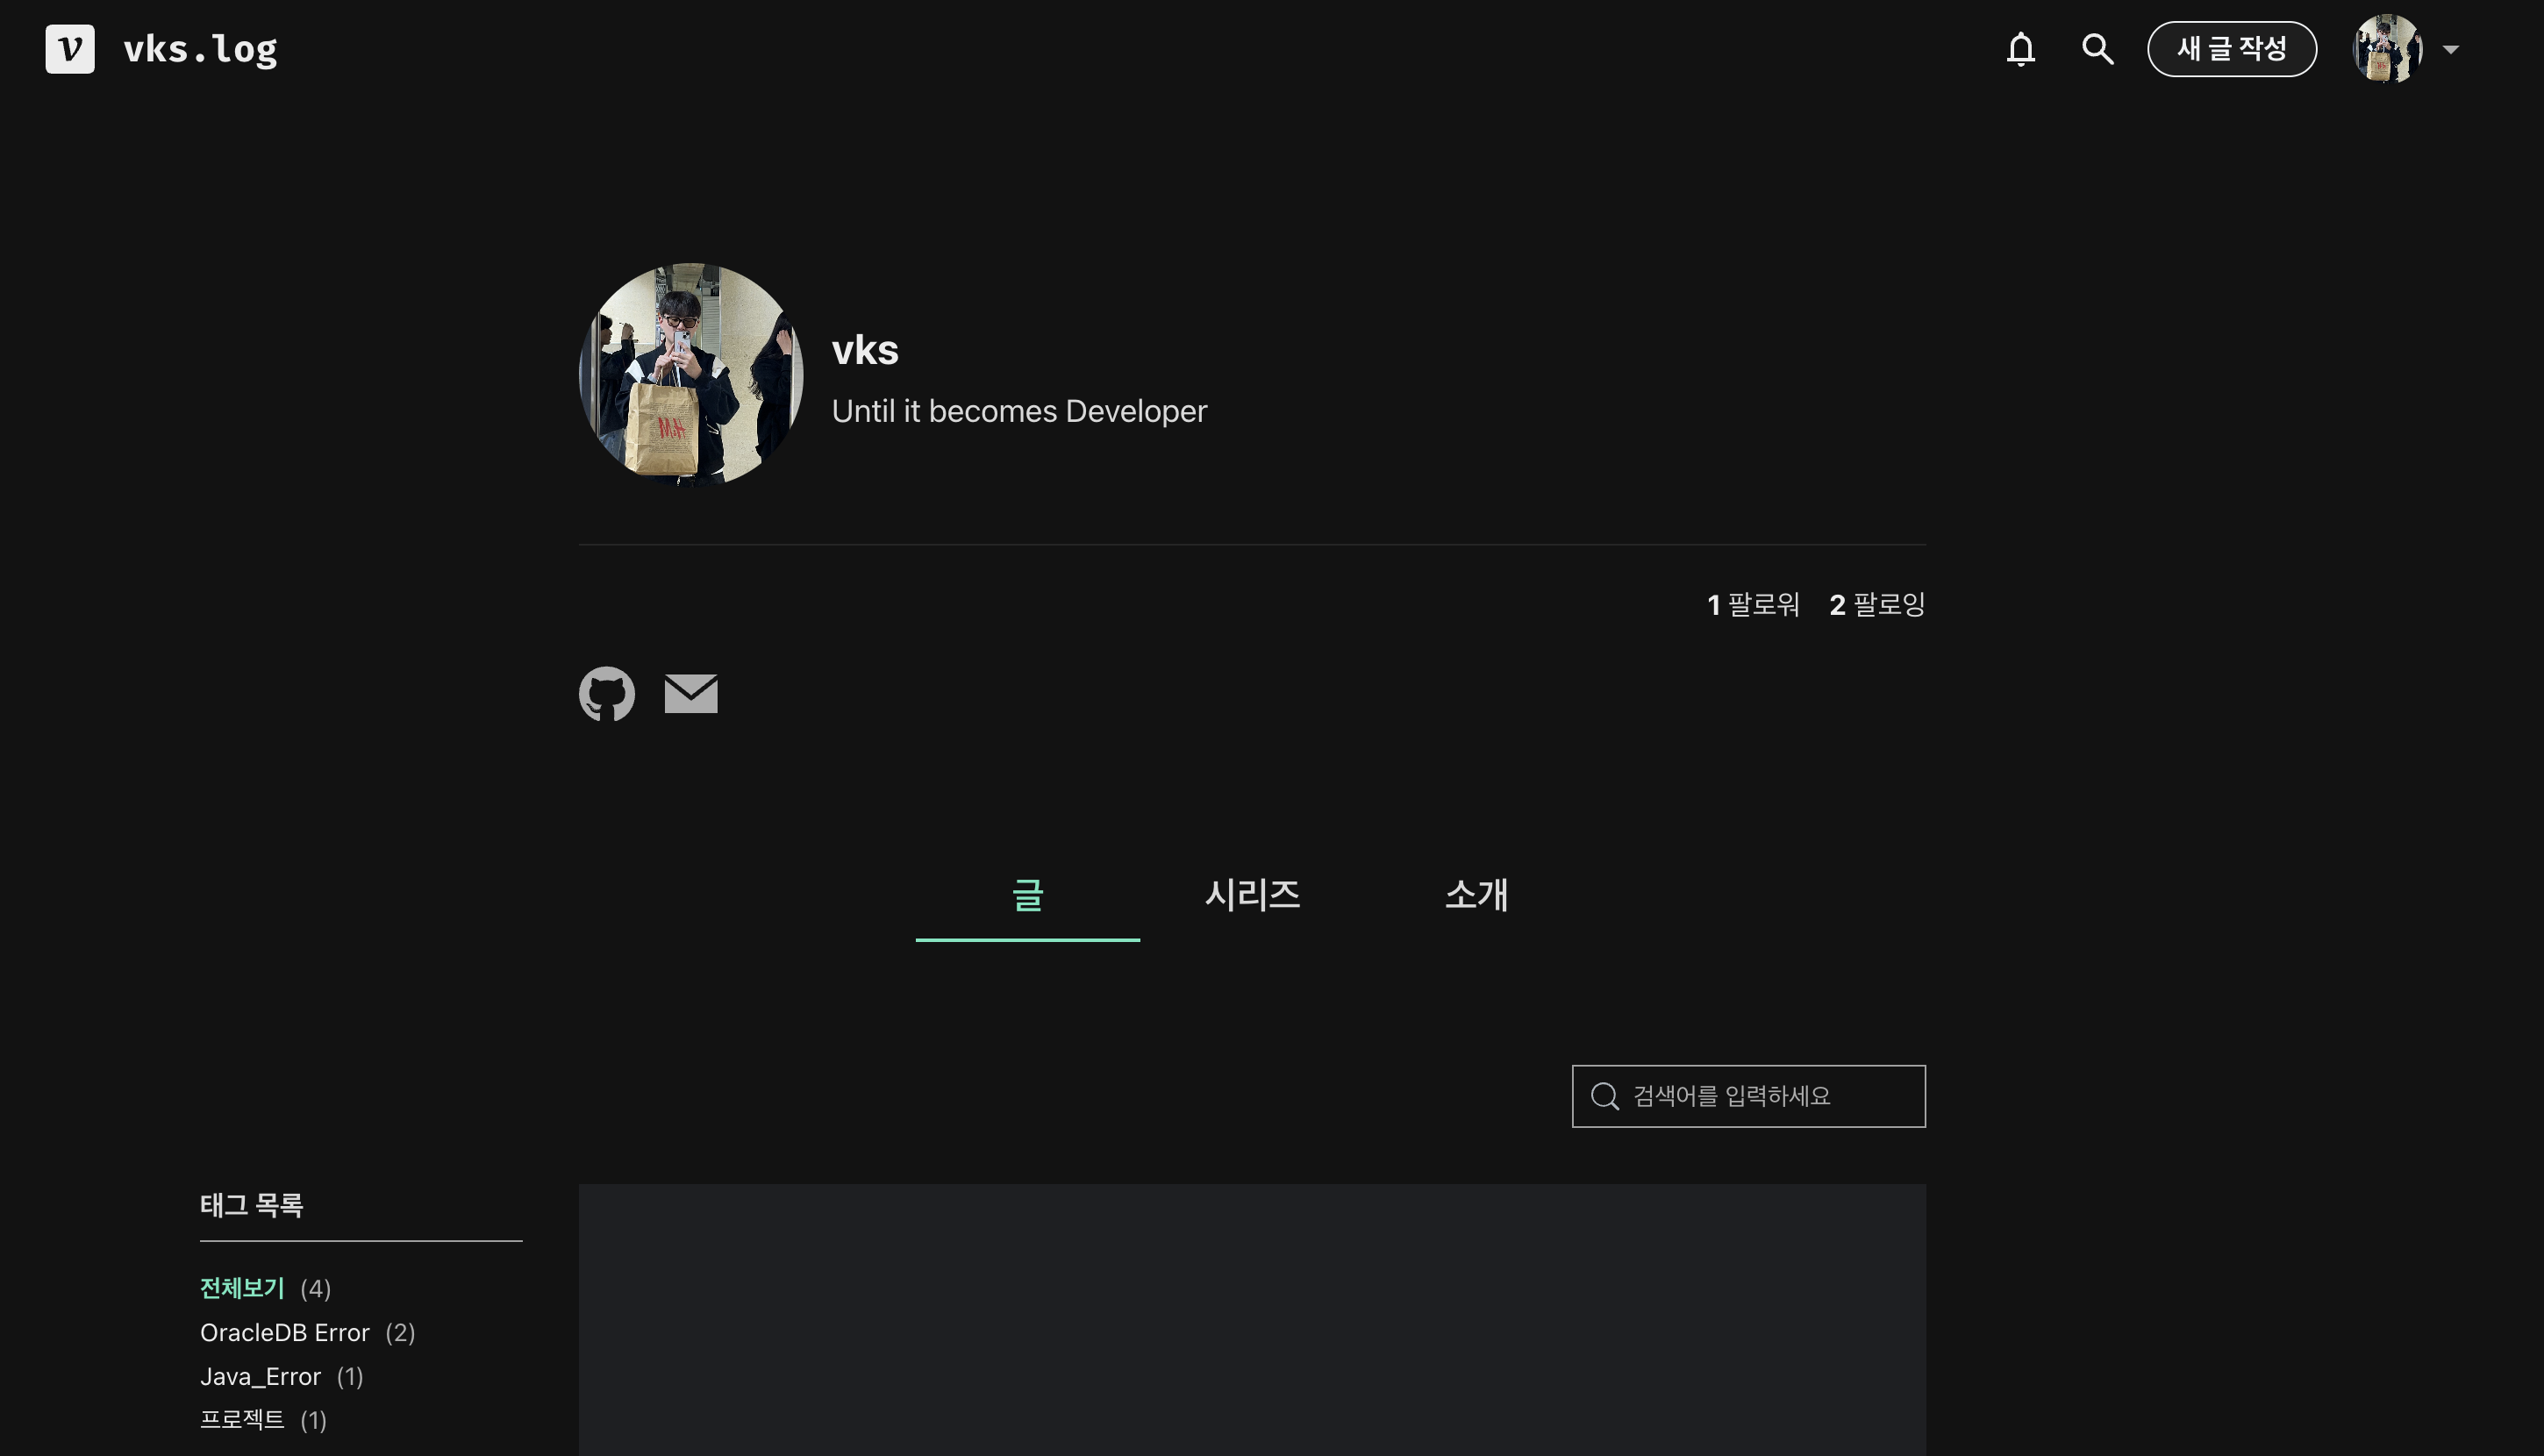 v vks.log 새 글 작성
vks
Until it becomes Developer
1 팔로워 2 팔로잉
글 시리즈 소개
검색어를 입력하세요
태그 목록
전체보기 (4)
OracleDB Error (2)
Java_Error (1)
프로젝트 (1)